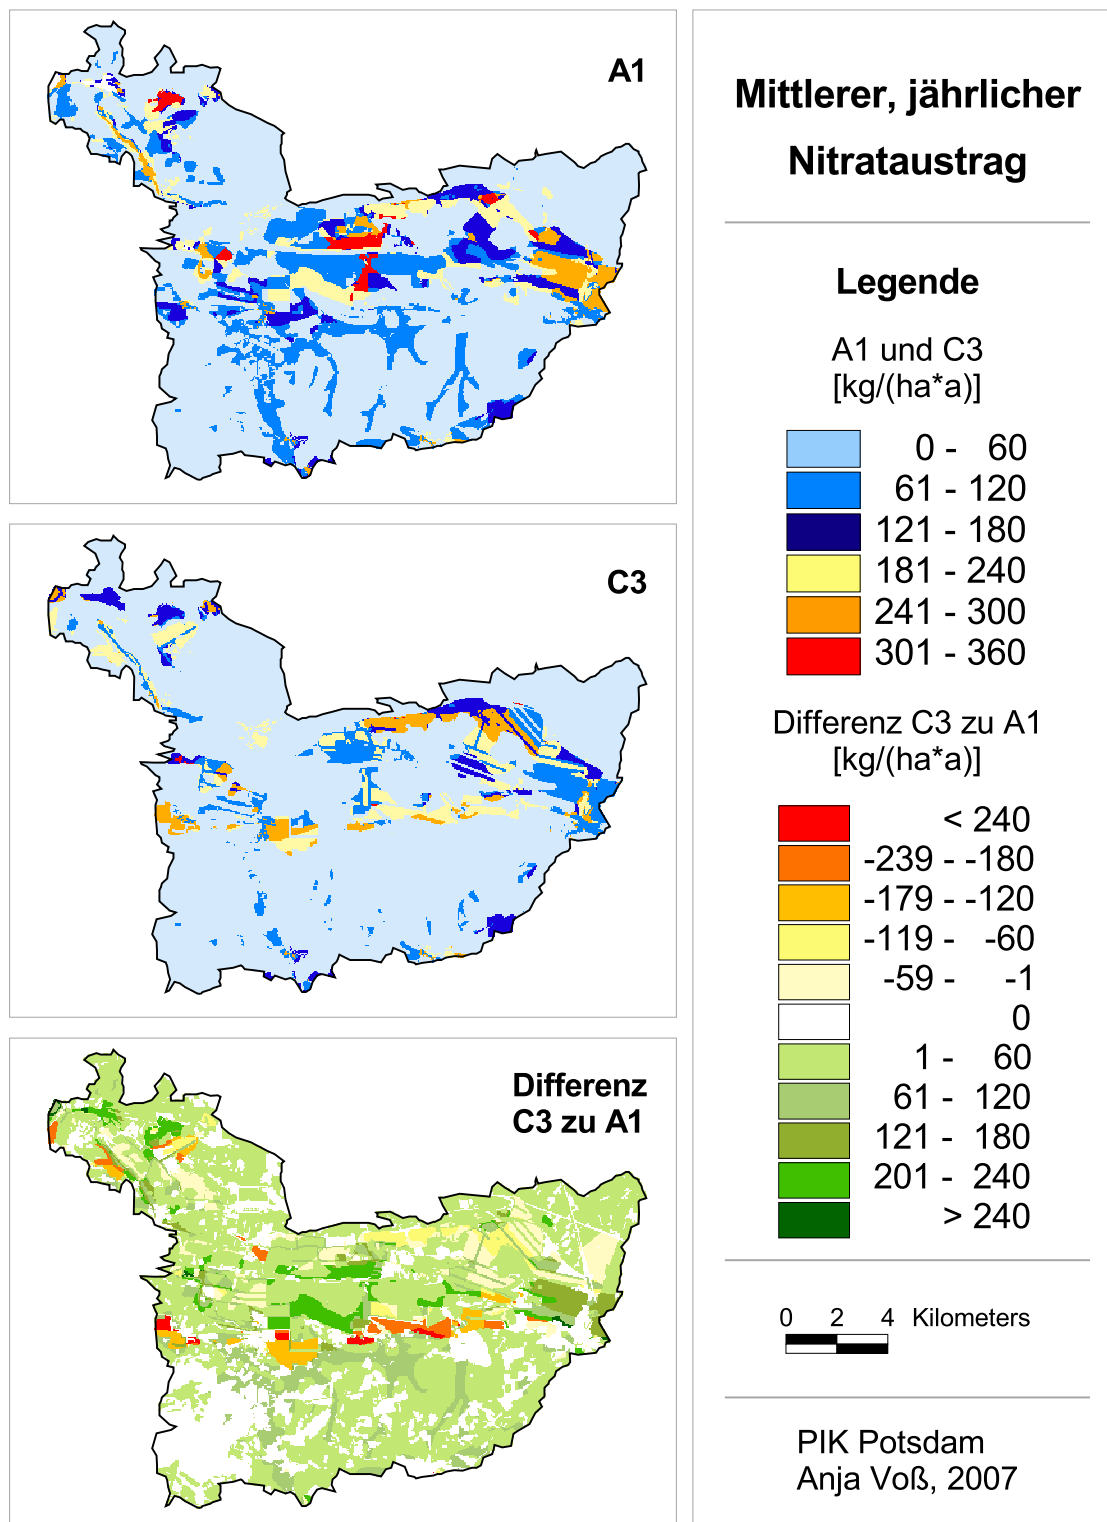 A1
C3
Differenz
C3 zu A1
Mittlerer, jährlicher
Nitrataustrag
Legende
A1 und C3
[kg/(ha*a)]
0 - 60
61 - 120
121 - 180
181 - 240
241 - 300
301 - 360
Differenz C3 zu A1
[kg/(ha*a)]
< 240
-239 - -180
-179 - -120
-119 - -60
-59 - -1
0
1 - 60
61 - 120
121 - 180
201 - 240
> 240
0 2 4 Kilometers
PIK Potsdam
Anja Voß, 2007